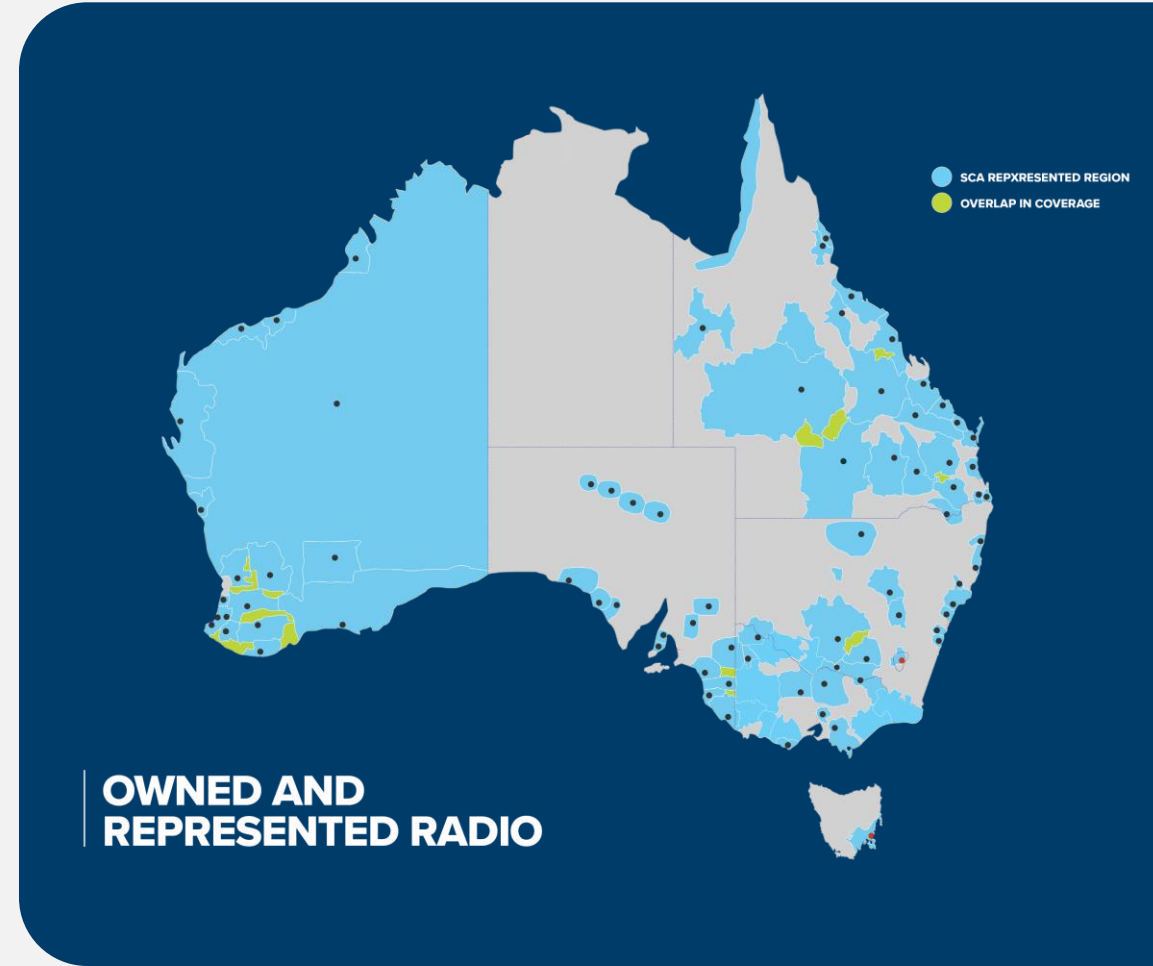 SCA REPXRESENTED REGION
OVERLAP IN COVERAGE
OWNED AND
REPRESENTED RADIO